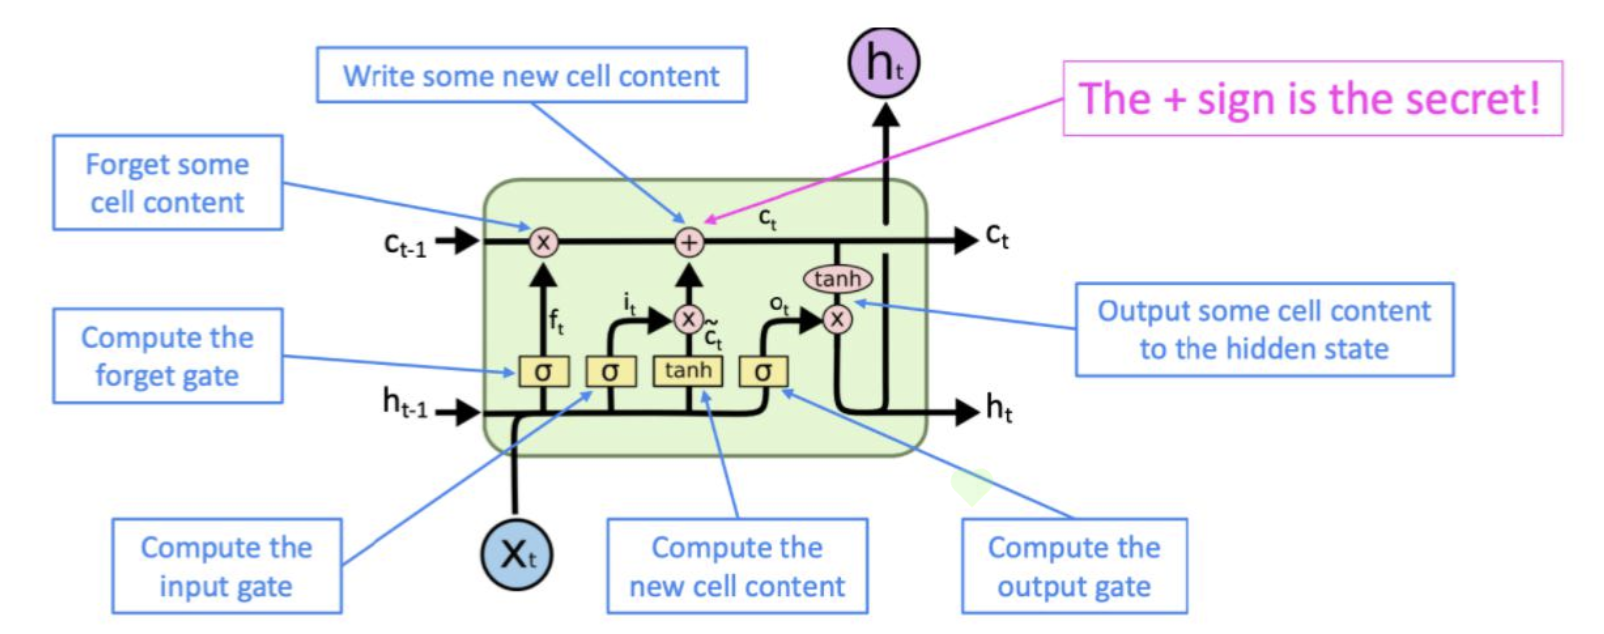 h_t
Write some new cell content
The + sign is the secret!
Forget some
cell content
c_t
c_{t-1}
x
+
c_t
tanh
Output some cell content
to the hidden state
i_t
o_t
f_t
x
x
c̃_t
Compute the
forget gate
σ
σ
tanh
σ
h_{t-1}
h_t
Compute the
input gate
X_t
Compute the
new cell content
Compute the
output gate